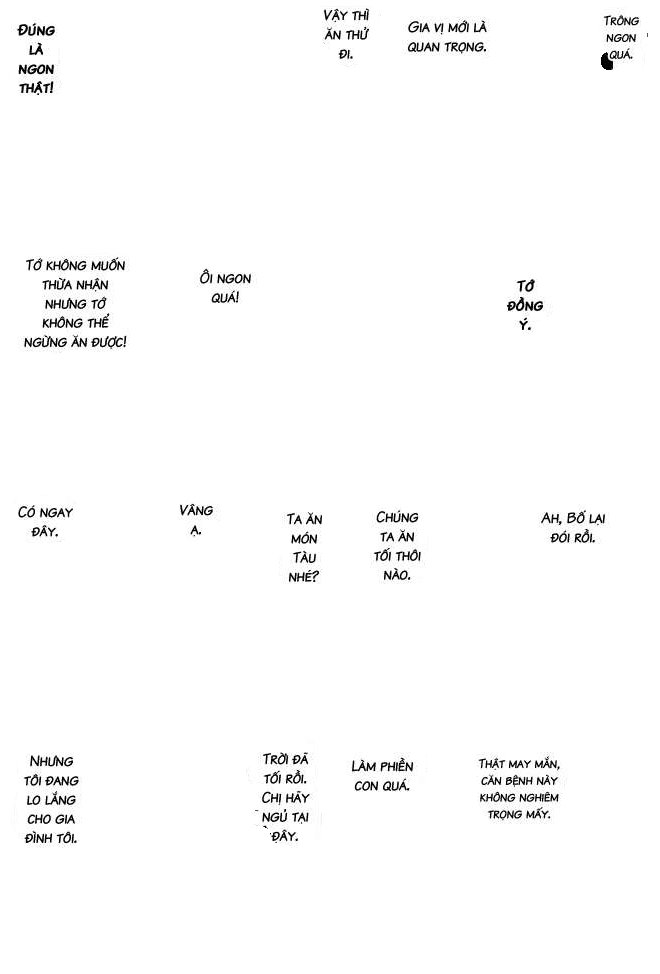 ĐÚNG
LÀ
NGON
THẬT!
VẬY THÌ
ĂN THỬ
ĐI.
GIA VỊ MỚI LÀ
QUAN TRỌNG.
TRÔNG
NGON
QUÁ.
TỚ KHÔNG MUỐN
THỪA NHẬN
NHƯNG TỚ
KHÔNG THỂ
NGỪNG ĂN ĐƯỢC!
ÔI NGON
QUÁ!
TỚ
ĐỒNG
Ý.
CÓ NGAY
ĐÂY.
VÂNG
Ạ.
TA ĂN
MÓN
TÀU
NHÉ?
CHÚNG
TA ĂN
TỐI THÔI
NÀO.
AH, BỐ LẠI
ĐÓI RỒI.
NHƯNG
TÔI ĐANG
LO LẮNG
CHO GIA
ĐÌNH TÔI.
TRỜI ĐÃ
TỐI RỒI.
CHỊ HÃY
NGỦ TẠI
ĐÂY.
LÀM PHIỀN
CON QUÁ.
THẬT MAY MẮN,
CĂN BỆNH NÀY
KHÔNG NGHIÊM
TRỌNG MẤY.